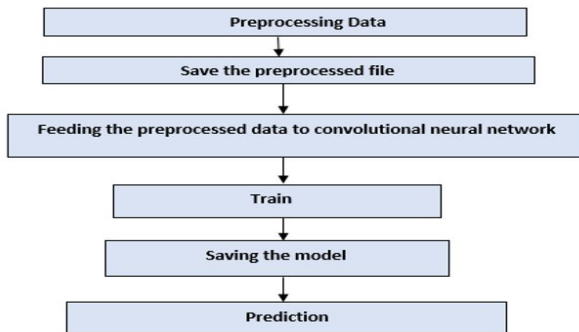 Preprocessing Data
Save the preprocessed file
Feeding the preprocessed data to convolutional neural network
Train
Saving the model
Prediction